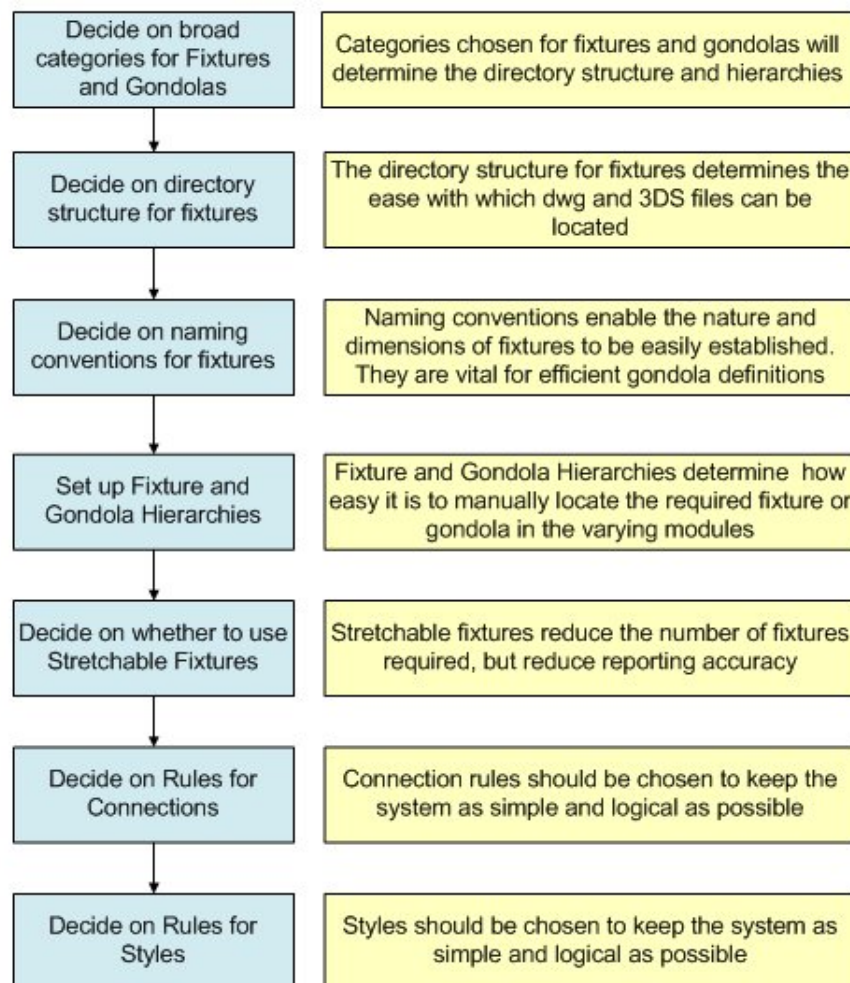 Decide on broad
categories for Fixtures
and Gondolas
Categories chosen for fixtures and gondolas will
determine the directory structure and hierarchies
Decide on directory
structure for fixtures
The directory structure for fixtures determines the
ease with which dwg and 3DS files can be
located
Decide on naming
conventions for fixtures
Naming conventions enable the nature and
dimensions of fixtures to be easily established.
They are vital for efficient gondola definitions
Set up Fixture and
Gondola Hierarchies
Fixture and Gondola Hierarchies determine how
easy it is to manually locate the required fixture or
gondola in the varying modules
Decide on whether to use
Stretchable Fixtures
Stretchable fixtures reduce the number of fixtures
required, but reduce reporting accuracy
Decide on Rules for
Connections
Connection rules should be chosen to keep the
system as simple and logical as possible
Decide on Rules for
Styles
Styles should be chosen to keep the system as
simple and logical as possible